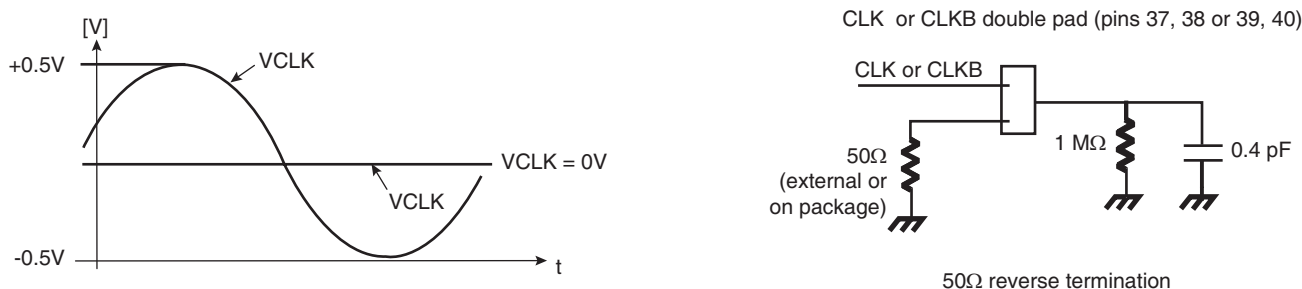 [V]
+0.5V
VCLK
VCLK = 0V
VCLK
-0.5V
t
CLK or CLKB double pad (pins 37, 38 or 39, 40)
CLK or CLKB
50Ω
(external or
on package)
1 MΩ
0.4 pF
50Ω reverse termination